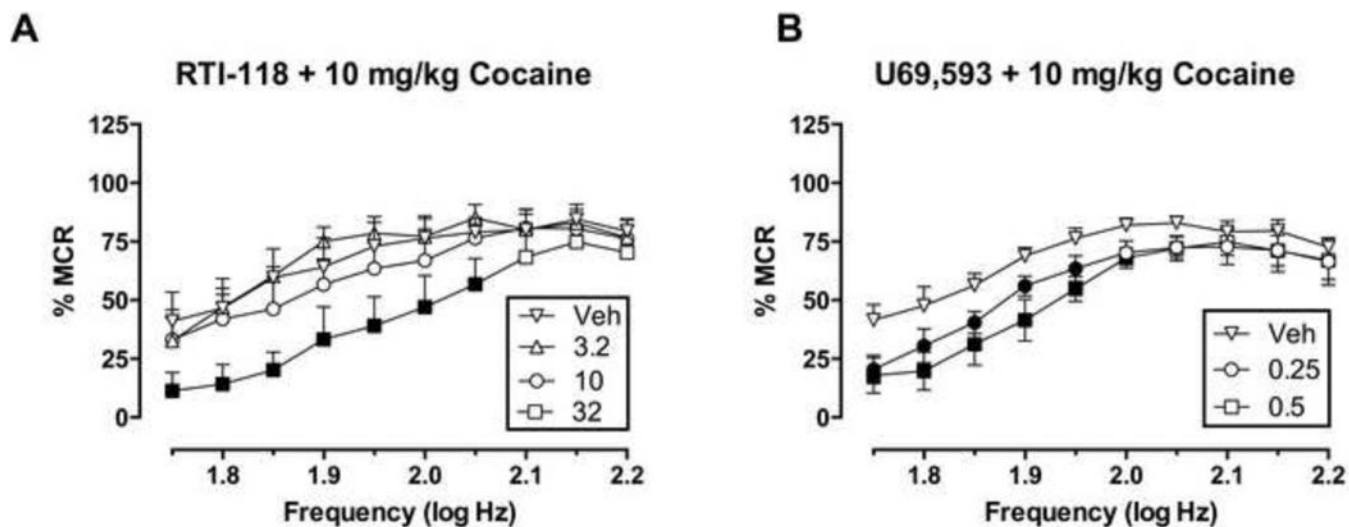 A
B
RTI-118 + 10 mg/kg Cocaine
U69,593 + 10 mg/kg Cocaine
125
100
75
50
25
0
% MCR
Veh
3.2
10
32
1.8
1.9
2.0
2.1
2.2
Frequency (log Hz)
125
100
75
50
25
0
% MCR
Veh
0.25
0.5
1.8
1.9
2.0
2.1
2.2
Frequency (log Hz)